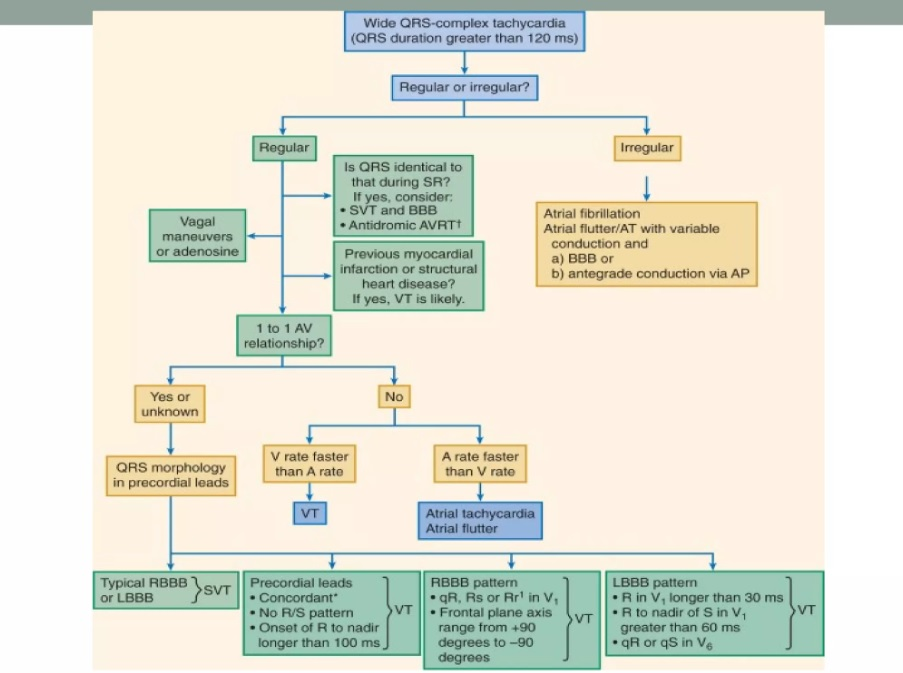 Wide QRS-complex tachycardia
(QRS duration greater than 120 ms)
Regular or irregular?
Regular
Irregular
Is QRS identical to
that during SR?
If yes, consider:
• SVT and BBB
• Antidromic AVRT†
Vagal
maneuvers
or adenosine
Previous myocardial
infarction or structural
heart disease?
If yes, VT is likely.
Atrial fibrillation
Atrial flutter/AT with variable
conduction and
a) BBB or
b) antegrade conduction via AP
1 to 1 AV
relationship?
Yes or
unknown
No
QRS morphology
in precordial leads
V rate faster
than A rate
A rate faster
than V rate
VT
Atrial tachycardia
Atrial flutter
Typical RBBB
or LBBB
SVT
Precordial leads
• Concordant*
• No R/S pattern
• Onset of R to nadir
longer than 100 ms
VT
RBBB pattern
• qR, Rs or Rr¹ in V₁
• Frontal plane axis
range from +90
degrees to –90
degrees
VT
LBBB pattern
• R in V₁ longer than 30 ms
• R to nadir of S in V₁
greater than 60 ms
• qR or qS in V₆
VT